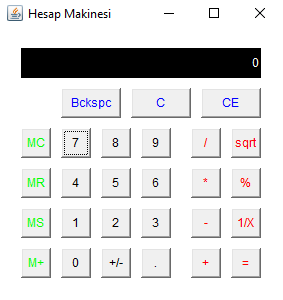 Hesap Makinesi
0
Bckspc C CE
MC 7 8 9 / sqrt
MR 4 5 6 * %
MS 1 2 3 - 1/X
M+ 0 +/- . + =